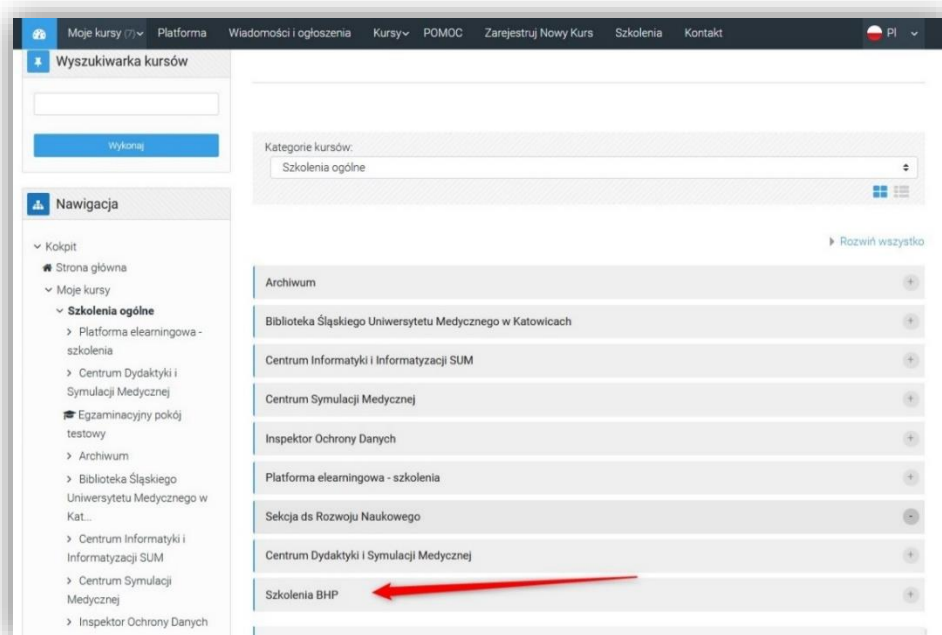 Moje kursy (7) Platforma Wiadomości i ogłoszenia Kursy POMOC Zarejestruj Nowy Kurs Szkolenia Kontakt Pl
Wyszukiwarka kursów
Wykonaj
Nawigacja
Kokpit
Strona główna
Moje kursy
Szkolenia ogólne
Platforma elearningowa -
szkolenia
Centrum Dydaktyki i
Symulacji Medycznej
Egzaminacyjny pokój
testowy
Archiwum
Biblioteka Śląskiego
Uniwersytetu Medycznego w
Kat...
Centrum Informatyki i
Informatyzacji SUM
Centrum Symulacji
Medycznej
Inspektor Ochrony Danych
Kategorie kursów:
Szkolenia ogólne
Rozwiń wszystko
Archiwum
Biblioteka Śląskiego Uniwersytetu Medycznego w Katowicach
Centrum Informatyki i Informatyzacji SUM
Centrum Symulacji Medycznej
Inspektor Ochrony Danych
Platforma elearningowa - szkolenia
Sekcja ds Rozwoju Naukowego
Centrum Dydaktyki i Symulacji Medycznej
Szkolenia BHP